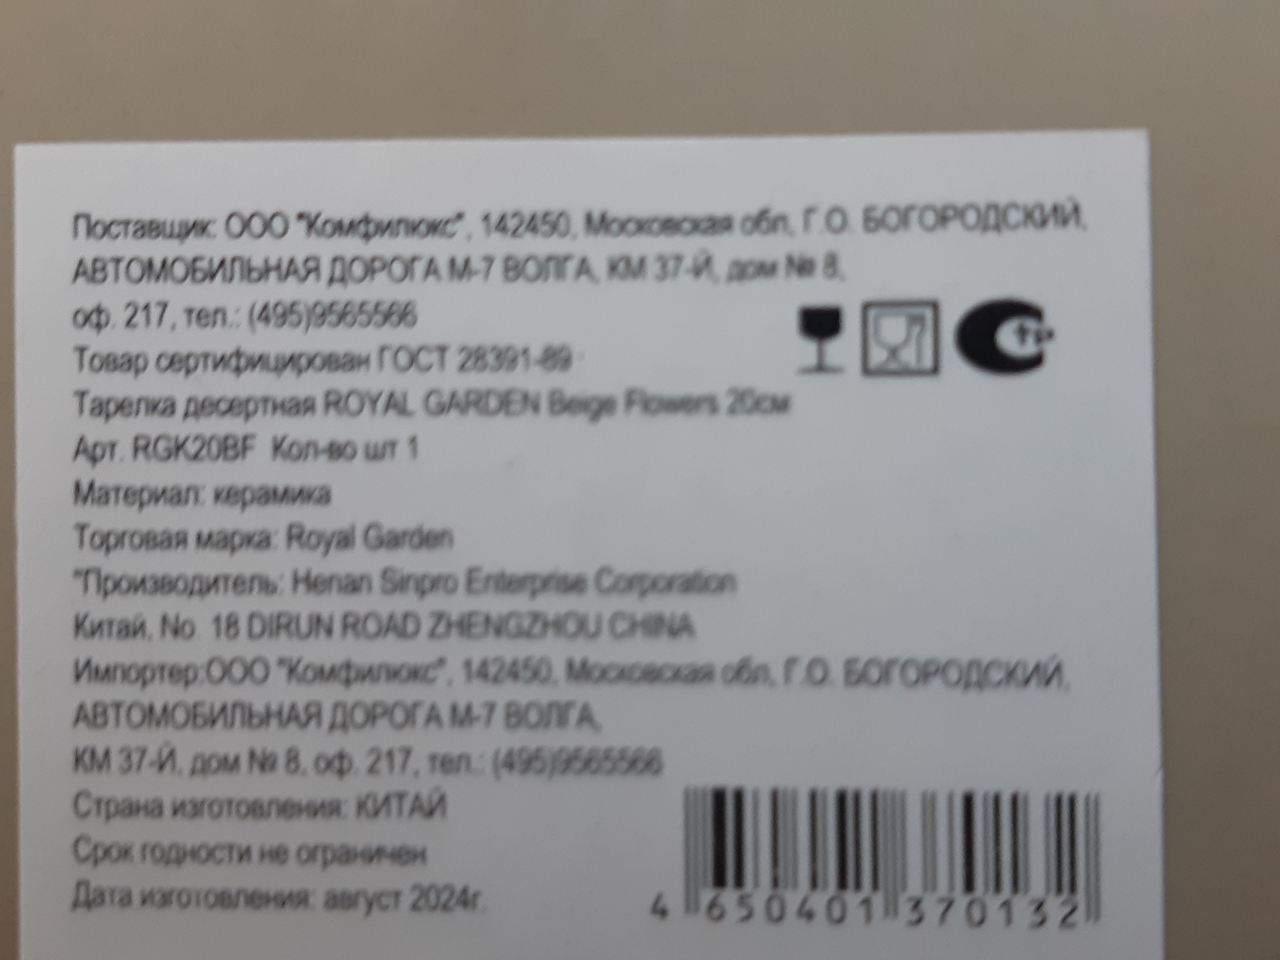 Поставщик: ООО "Комфилюкс", 142450, Московская обл, Г.О. БОГОРОДСКИЙ,
АВТОМОБИЛЬНАЯ ДОРОГА М-7 ВОЛГА, КМ 37-Й, дом № 8,
оф. 217, тел.: (495)9565566
Товар сертифицирован ГОСТ 28391-89
Тарелка десертная ROYAL GARDEN Beige Flowers 20см
Арт. RGK20BF Кол-во шт 1
Материал: керамика
Торговая марка: Royal Garden
"Производитель: Henan Sinpro Enterprise Corporation
Китай, No. 18 DIRUN ROAD ZHENGZHOU CHINA
Импортер:ООО "Комфилюкс", 142450, Московская обл, Г.О. БОГОРОДСКИЙ,
АВТОМОБИЛЬНАЯ ДОРОГА М-7 ВОЛГА,
КМ 37-Й, дом № 8, оф. 217, тел.: (495)9565566
Страна изготовления: КИТАЙ
Срок годности не ограничен
Дата изготовления: август 2024г.
4 650401 370132